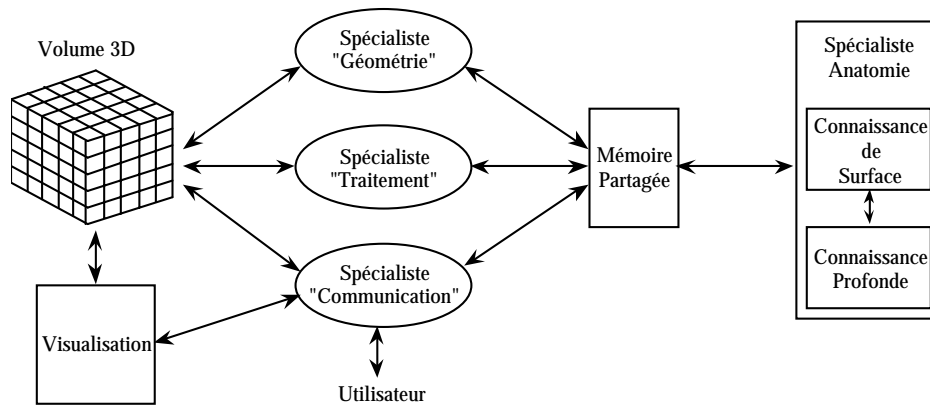 Volume 3D
Spécialiste
"Géométrie"
Spécialiste
"Traitement"
Spécialiste
"Communication"
Visualisation
Utilisateur
Mémoire
Partagée
Spécialiste
Anatomie
Connaissance
de
Surface
Connaissance
Profonde